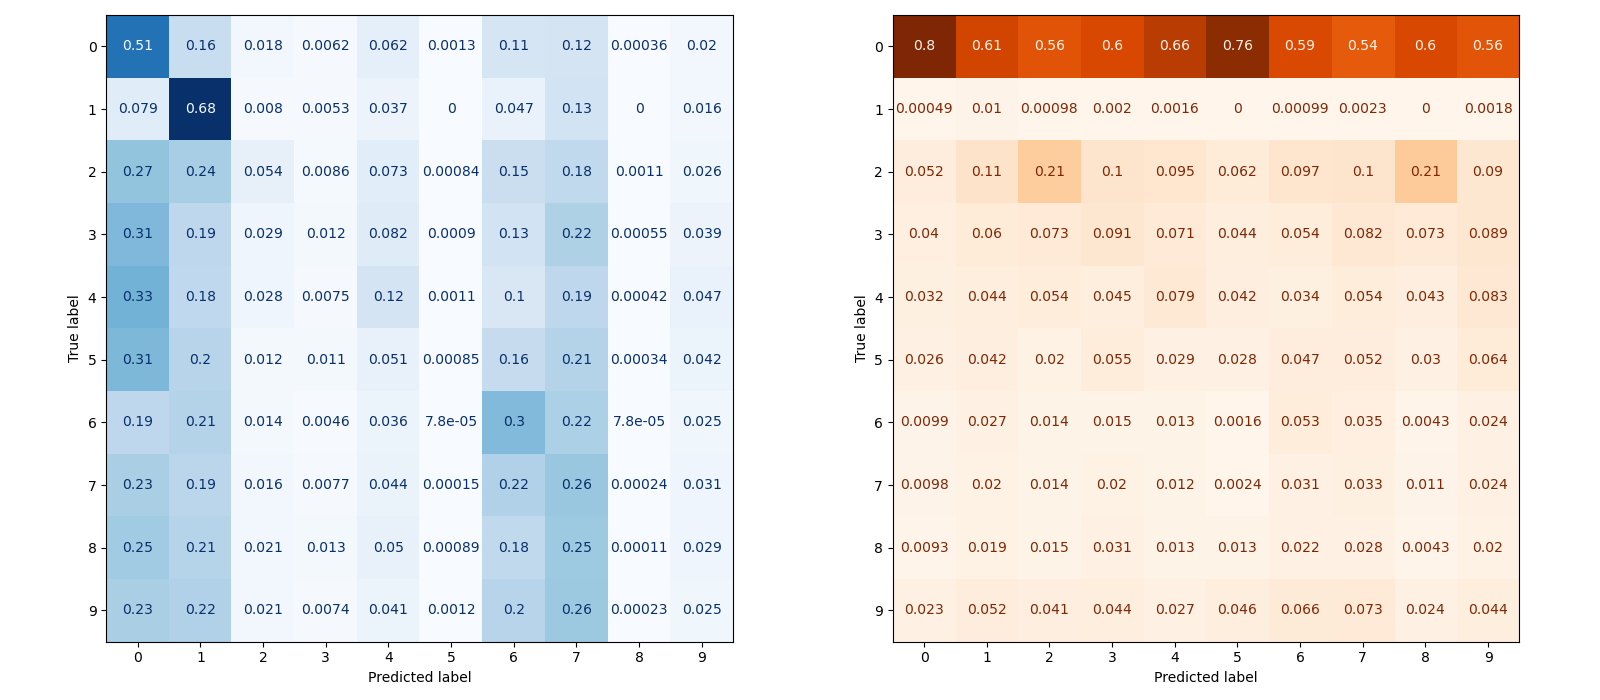 0 0.51 0.16 0.018 0.0062 0.062 0.0013 0.11 0.12 0.00036 0.02
1 0.079 0.68 0.008 0.0053 0.037 0 0.047 0.13 0 0.016
2 0.27 0.24 0.054 0.0086 0.073 0.00084 0.15 0.18 0.0011 0.026
3 0.31 0.19 0.029 0.012 0.082 0.0009 0.13 0.22 0.00055 0.039
4 0.33 0.18 0.028 0.0075 0.12 0.0011 0.1 0.19 0.00042 0.047
5 0.31 0.2 0.012 0.011 0.051 0.00085 0.16 0.21 0.00034 0.042
6 0.19 0.21 0.014 0.0046 0.036 7.8e-05 0.3 0.22 7.8e-05 0.025
7 0.23 0.19 0.016 0.0077 0.044 0.00015 0.22 0.26 0.00024 0.031
8 0.25 0.21 0.021 0.013 0.05 0.00089 0.18 0.25 0.00011 0.029
9 0.23 0.22 0.021 0.0074 0.041 0.0012 0.2 0.26 0.00023 0.025
0 1 2 3 4 5 6 7 8 9
Predicted label
True label
0 0.8 0.61 0.56 0.6 0.66 0.76 0.59 0.54 0.6 0.56
1 0.00049 0.01 0.00098 0.002 0.0016 0 0.00099 0.0023 0 0.0018
2 0.052 0.11 0.21 0.1 0.095 0.062 0.097 0.1 0.21 0.09
3 0.04 0.06 0.073 0.091 0.071 0.044 0.054 0.082 0.073 0.089
4 0.032 0.044 0.054 0.045 0.079 0.042 0.034 0.054 0.043 0.083
5 0.026 0.042 0.02 0.055 0.029 0.028 0.047 0.052 0.03 0.064
6 0.0099 0.027 0.014 0.015 0.013 0.0016 0.053 0.035 0.0043 0.024
7 0.0098 0.02 0.014 0.02 0.012 0.0024 0.031 0.033 0.011 0.024
8 0.0093 0.019 0.015 0.031 0.013 0.013 0.022 0.028 0.0043 0.02
9 0.023 0.052 0.041 0.044 0.027 0.046 0.066 0.073 0.024 0.044
0 1 2 3 4 5 6 7 8 9
Predicted label
True label